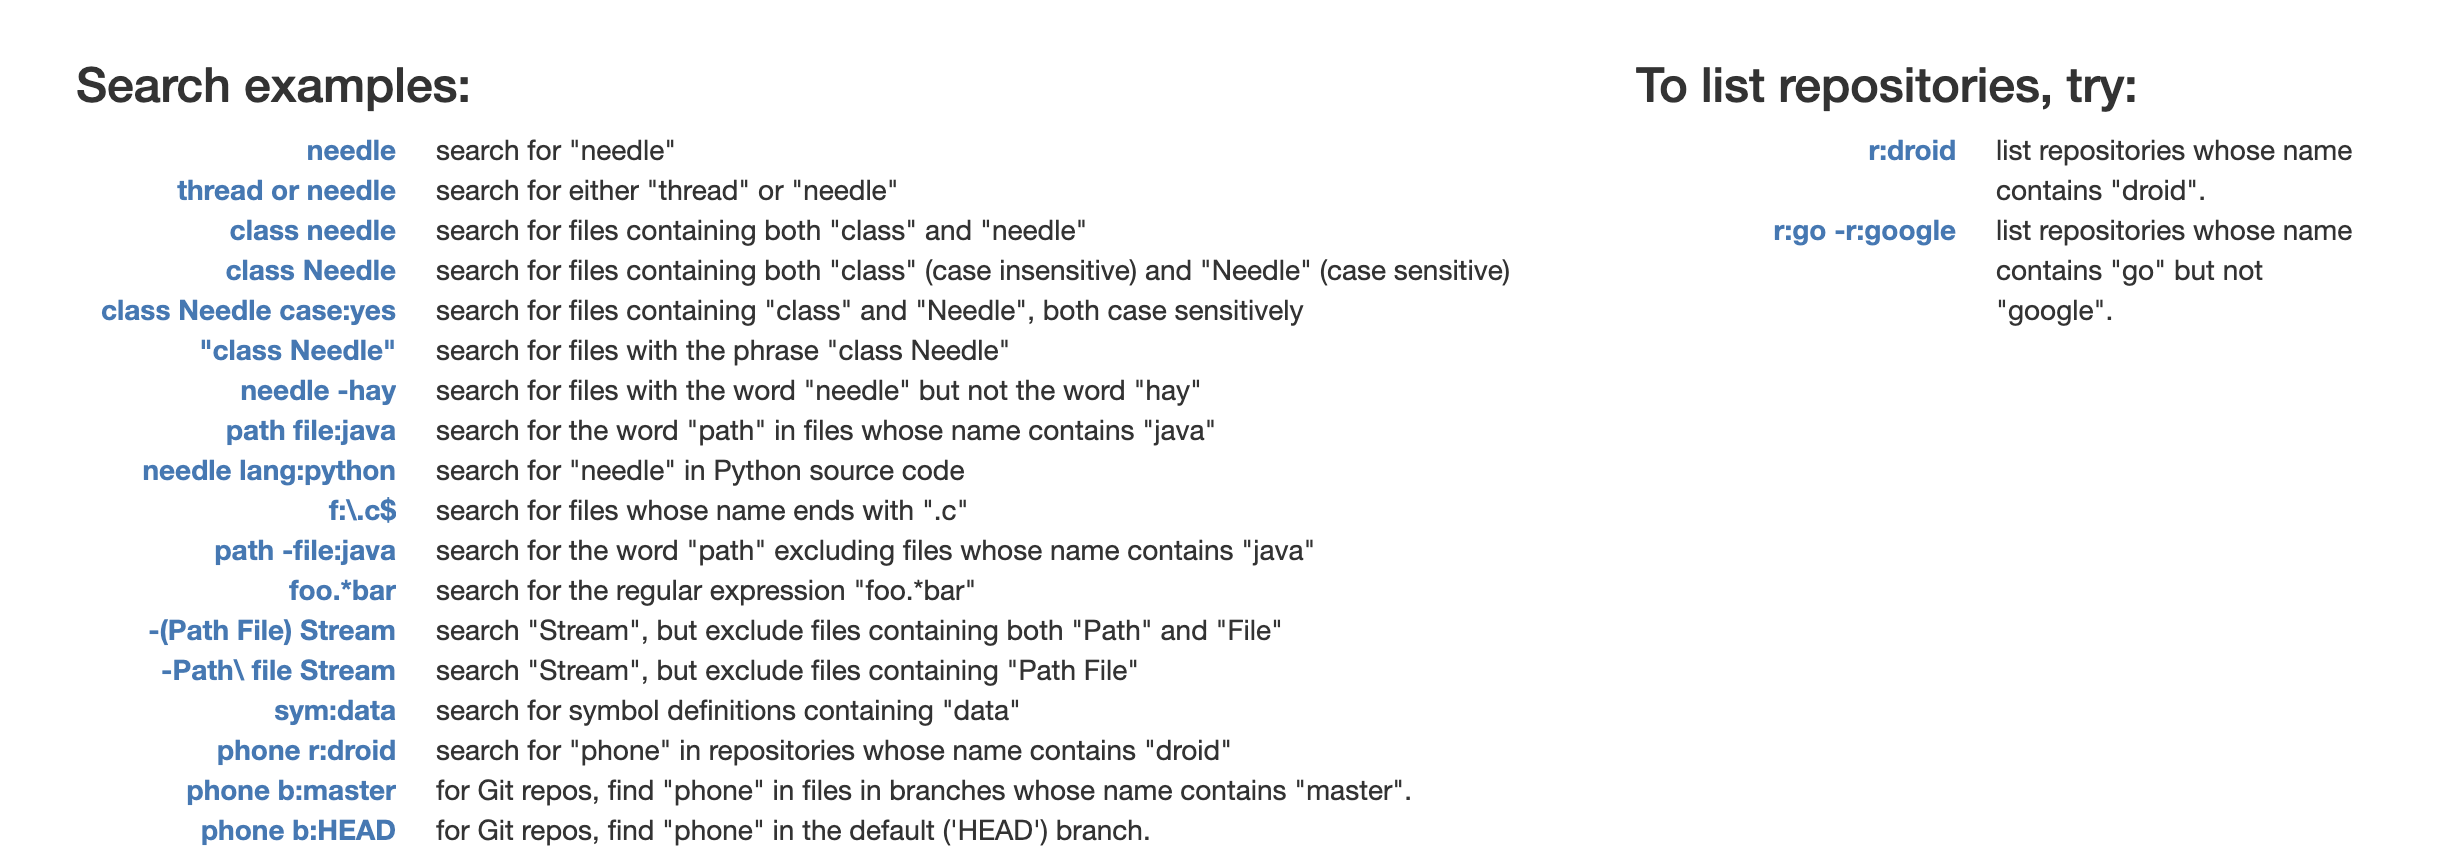 Search examples:
needle search for "needle"
thread or needle search for either "thread" or "needle"
class needle search for files containing both "class" and "needle"
class Needle search for files containing both "class" (case insensitive) and "Needle" (case sensitive)
class Needle case:yes search for files containing "class" and "Needle", both case sensitively
"class Needle" search for files with the phrase "class Needle"
needle -hay search for files with the word "needle" but not the word "hay"
path file:java search for the word "path" in files whose name contains "java"
needle lang:python search for "needle" in Python source code
f:\.c$ search for files whose name ends with ".c"
path -file:java search for the word "path" excluding files whose name contains "java"
foo.*bar search for the regular expression "foo.*bar"
-(Path File) Stream search "Stream", but exclude files containing both "Path" and "File"
-Path\ file Stream search "Stream", but exclude files containing "Path File"
sym:data search for symbol definitions containing "data"
phone r:droid search for "phone" in repositories whose name contains "droid"
phone b:master for Git repos, find "phone" in files in branches whose name contains "master".
phone b:HEAD for Git repos, find "phone" in the default ('HEAD') branch.
To list repositories, try:
r:droid list repositories whose name
contains "droid".
r:go -r:google list repositories whose name
contains "go" but not
"google".